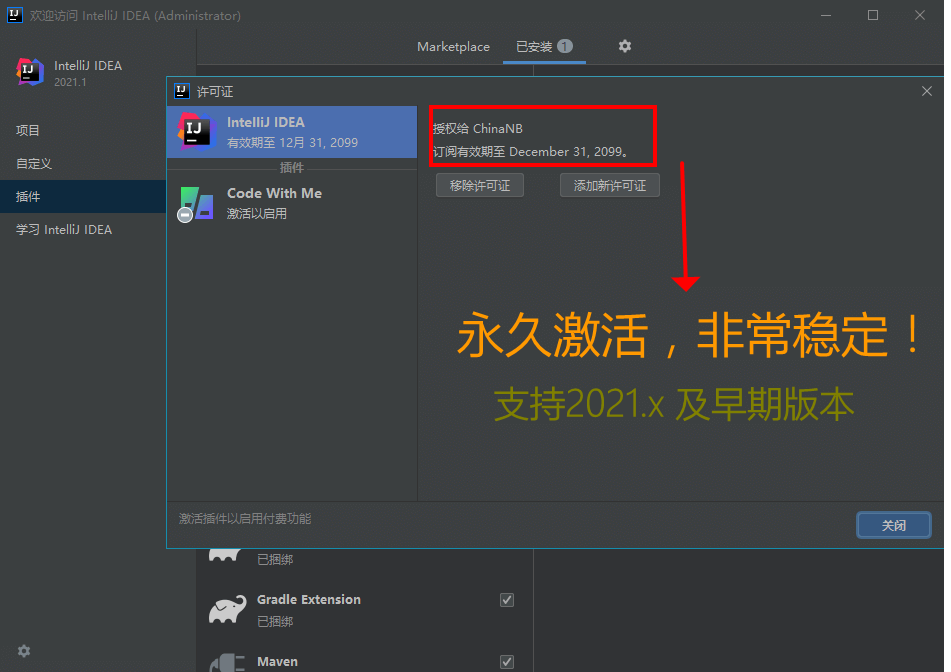 欢迎访问 IntelliJ IDEA (Administrator)
IntelliJ IDEA
2021.1
项目
自定义
插件
学习 IntelliJ IDEA
Marketplace
已安装 1
许可证
IntelliJ IDEA
有效期至 12月 31, 2099
插件
Code With Me
激活以启用
授权给 ChinaNB
订阅有效期至 December 31, 2099。
移除许可证
添加新许可证
永久激活，非常稳定！
支持2021.x 及早期版本
激活插件以启用付费功能
关闭
已捆绑
Gradle Extension
已捆绑
Maven